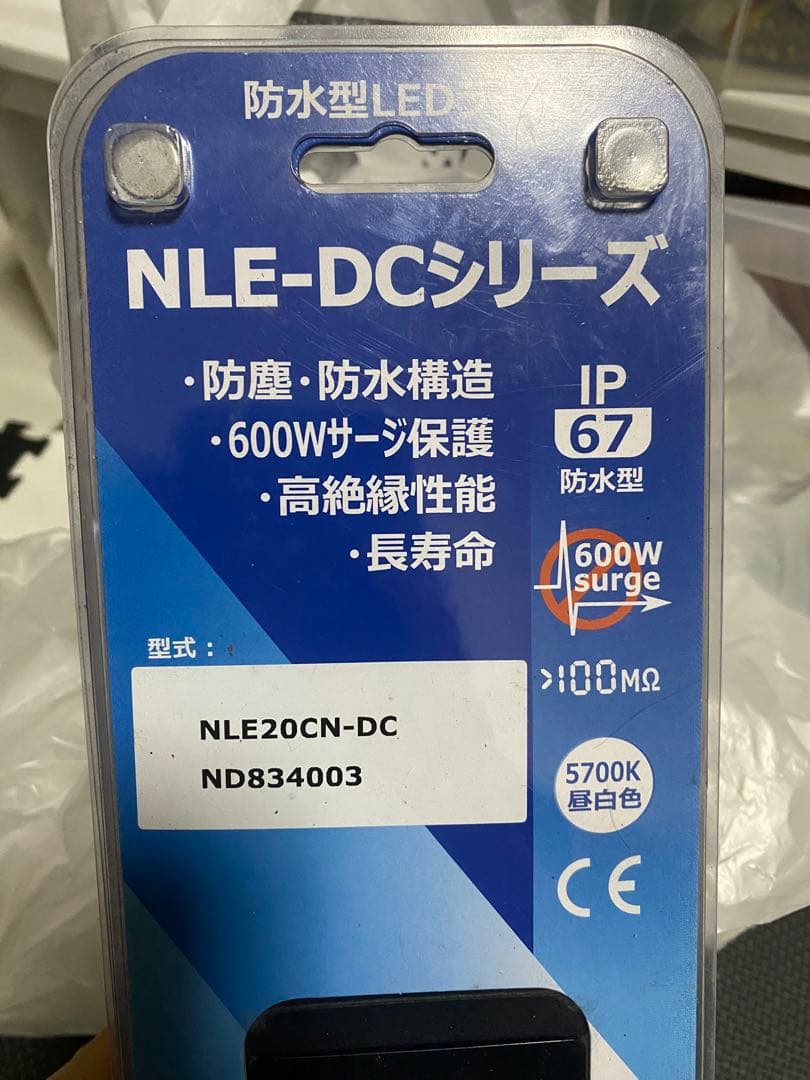 防水型LED
NLE-DCシリーズ
・防塵・防水構造
・600Wサージ保護
・高絶縁性能
・長寿命
IP
67
防水型
600W
surge
>100MΩ
型式：
NLE20CN-DC
ND834003
5700K
昼白色
CE